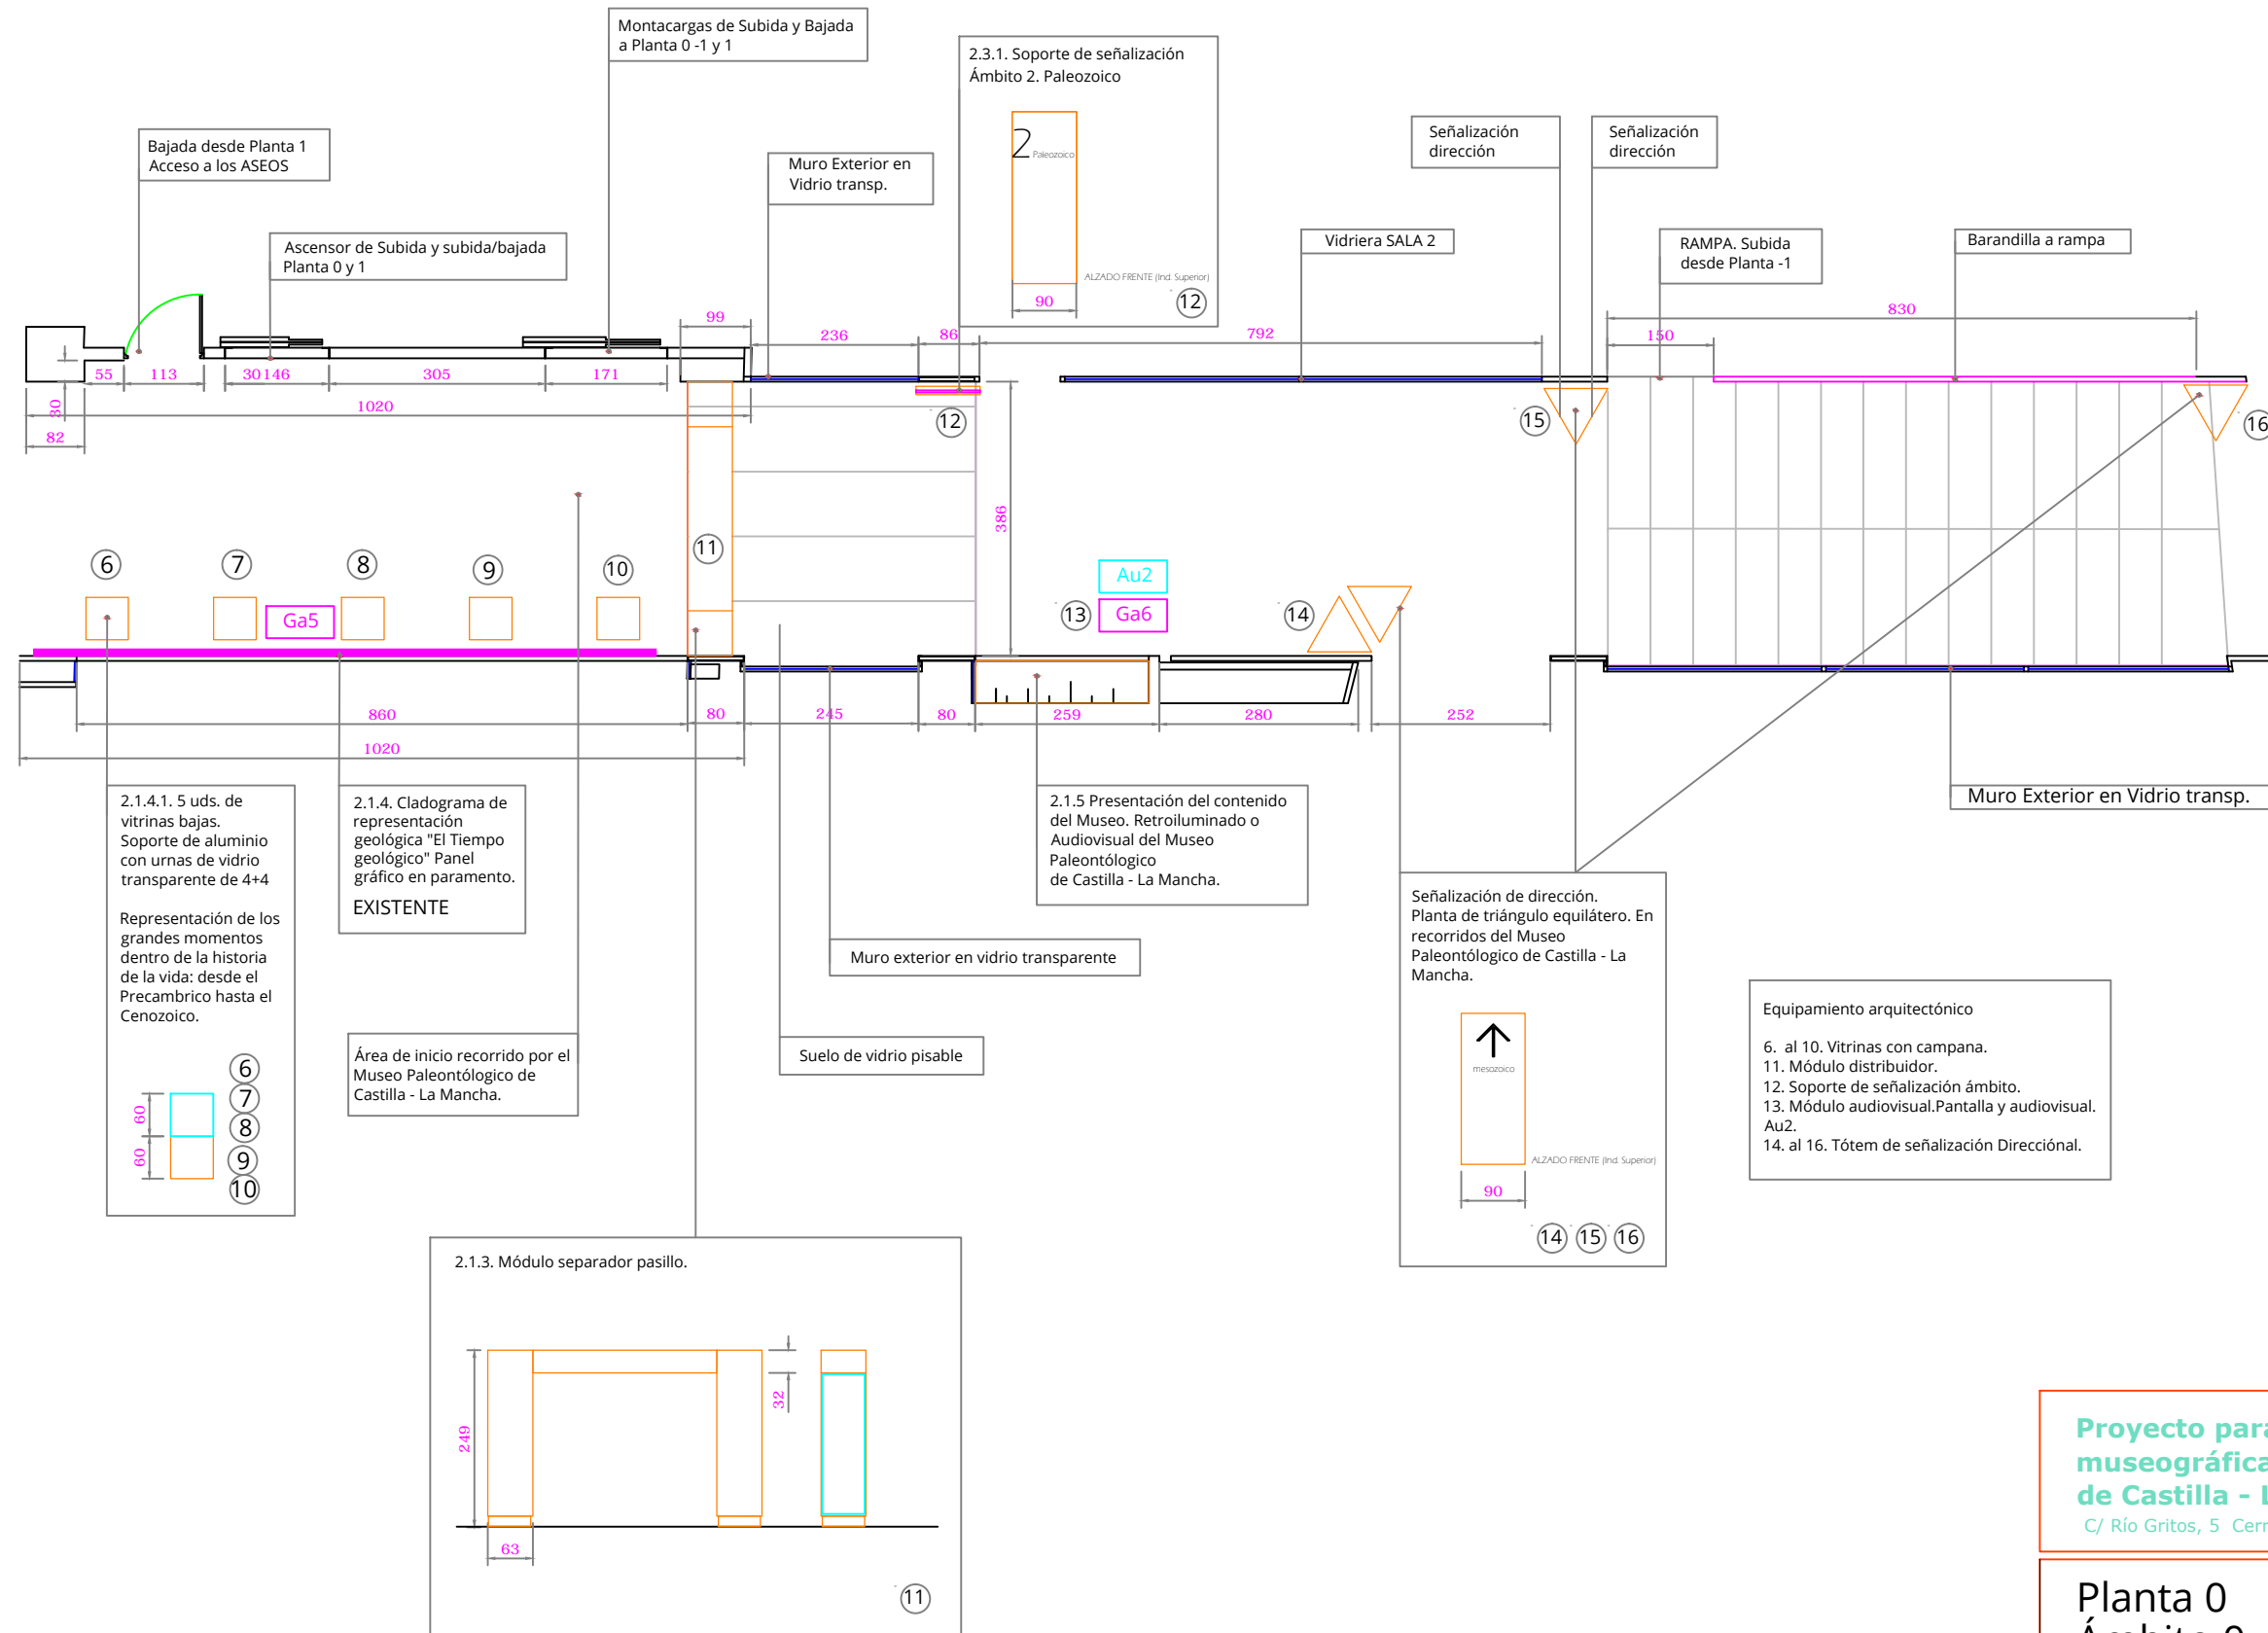 Montacargas de Subida y Bajada
a Planta 0 -1 y 1
2.3.1. Soporte de señalización
Ámbito 2. Paleozoico
2 Paleozoico
ALZADO FRENTE (Ind. Superior)
90
12
Bajada desde Planta 1
Acceso a los ASEOS
Muro Exterior en
Vidrio transp.
Señalización
dirección
Señalización
dirección
Ascensor de Subida y subida/bajada
Planta 0 y 1
Vidriera SALA 2
RAMPA. Subida
desde Planta -1
Barandilla a rampa
99
236
86
792
830
150
55
113
30
146
305
171
1020
30
82
12
15
16
386
11
6
7
8
9
10
Ga5
Au2
13
Ga6
14
860
80
245
80
259
280
252
1020
2.1.4.1. 5 uds. de
vitrinas bajas.
Soporte de aluminio
con urnas de vidrio
transparente de 4+4
Representación de los
grandes momentos
dentro de la historia
de la vida: desde el
Precambrico hasta el
Cenozoico.
60
60
6
7
8
9
10
2.1.4. Cladograma de
representación
geológica "El Tiempo
geológico" Panel
gráfico en paramento.
EXISTENTE
Área de inicio recorrido por el
Museo Paleontólogico de
Castilla - La Mancha.
Suelo de vidrio pisable
Muro exterior en vidrio transparente
2.1.5 Presentación del contenido
del Museo. Retroiluminado o
Audiovisual del Museo
Paleontólogico
de Castilla - La Mancha.
Muro Exterior en Vidrio transp.
Señalización de dirección.
Planta de triángulo equilátero. En
recorridos del Museo
Paleontólogico de Castilla - La
Mancha.
mesozoico
ALZADO FRENTE (Ind. Superior)
90
14 15 16
Equipamiento arquitectónico
6. al 10. Vitrinas con campana.
11. Módulo distribuidor.
12. Soporte de señalización ámbito.
13. Módulo audiovisual.Pantalla y audiovisual.
Au2.
14. al 16. Tótem de señalización Direcciónal.
2.1.3. Módulo separador pasillo.
249
32
63
11
Proyecto para
museográfica
de Castilla - L
C/ Río Gritos, 5 Cerr
Planta 0
Ámbito 0